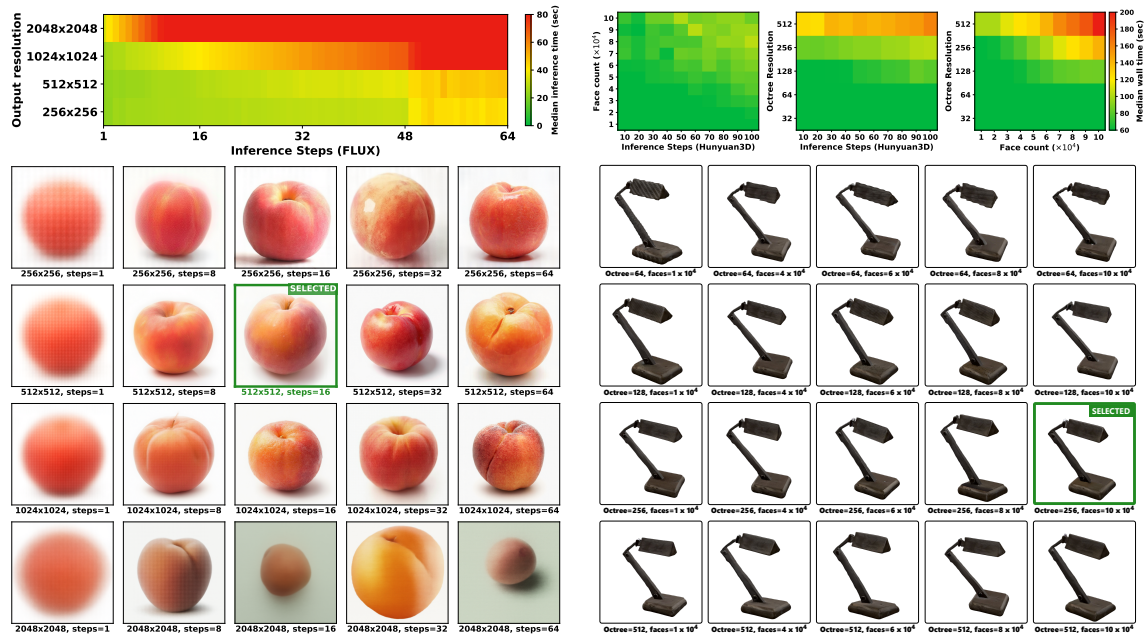 Output resolution
2048x2048
1024x1024
512x512
256x256
1
16
32
48
64
Inference Steps (FLUX)
80
60
40
20
0
Median inference time (sec)
Face count (×10⁴)
10
9
8
7
6
5
4
3
2
1
10 20 30 40 50 60 70 80 90 100
Inference Steps (Hunyuan3D)
Octree Resolution
512
256
128
64
32
10 20 30 40 50 60 70 80 90 100
Inference Steps (Hunyuan3D)
Octree Resolution
512
256
128
64
32
1 2 3 4 5 6 7 8 9 10
Face count (×10⁴)
200
180
160
140
120
100
80
60
Median wall time (sec)
256x256, steps=1
256x256, steps=8
256x256, steps=16
256x256, steps=32
256x256, steps=64
SELECTED
512x512, steps=1
512x512, steps=8
512x512, steps=16
512x512, steps=32
512x512, steps=64
1024x1024, steps=1
1024x1024, steps=8
1024x1024, steps=16
1024x1024, steps=32
1024x1024, steps=64
2048x2048, steps=1
2048x2048, steps=8
2048x2048, steps=16
2048x2048, steps=32
2048x2048, steps=64
Octree=64, faces=1 x 10⁴
Octree=64, faces=4 x 10⁴
Octree=64, faces=6 x 10⁴
Octree=64, faces=8 x 10⁴
Octree=64, faces=10 x 10⁴
Octree=128, faces=1 x 10⁴
Octree=128, faces=4 x 10⁴
Octree=128, faces=6 x 10⁴
Octree=128, faces=8 x 10⁴
Octree=128, faces=10 x 10⁴
SELECTED
Octree=256, faces=1 x 10⁴
Octree=256, faces=4 x 10⁴
Octree=256, faces=6 x 10⁴
Octree=256, faces=8 x 10⁴
Octree=256, faces=10 x 10⁴
Octree=512, faces=1 x 10⁴
Octree=512, faces=4 x 10⁴
Octree=512, faces=6 x 10⁴
Octree=512, faces=8 x 10⁴
Octree=512, faces=10 x 10⁴